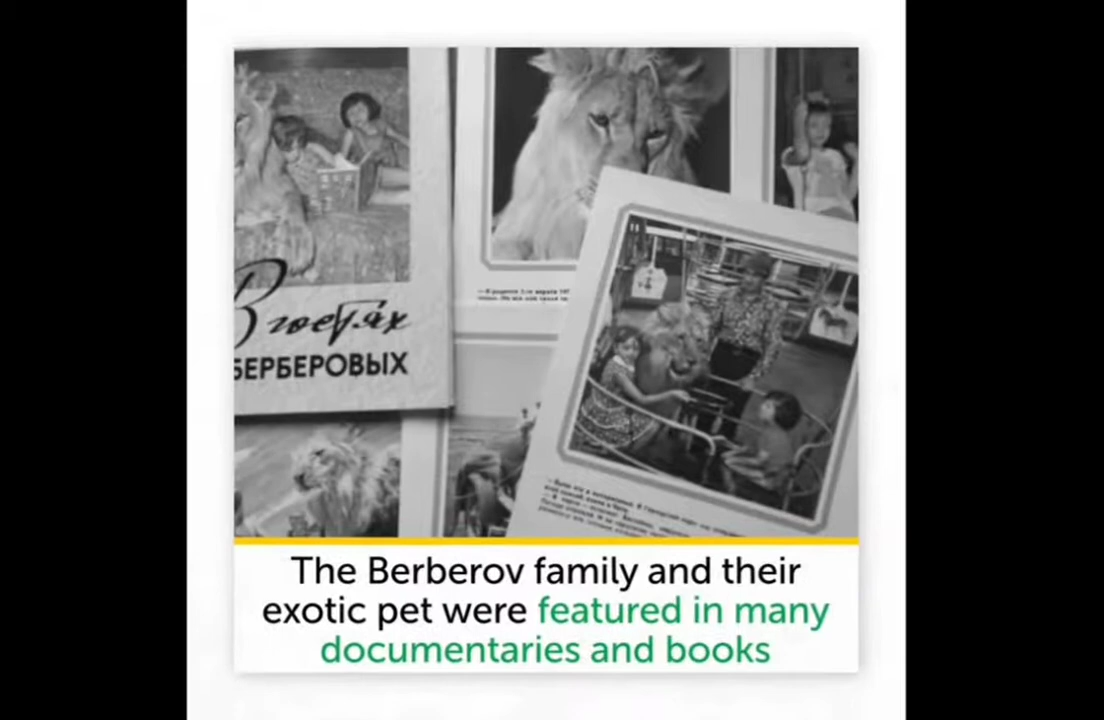 В гостях
БЕРБЕРОВЫХ
The Berberov family and their
exotic pet were featured in many
documentaries and books